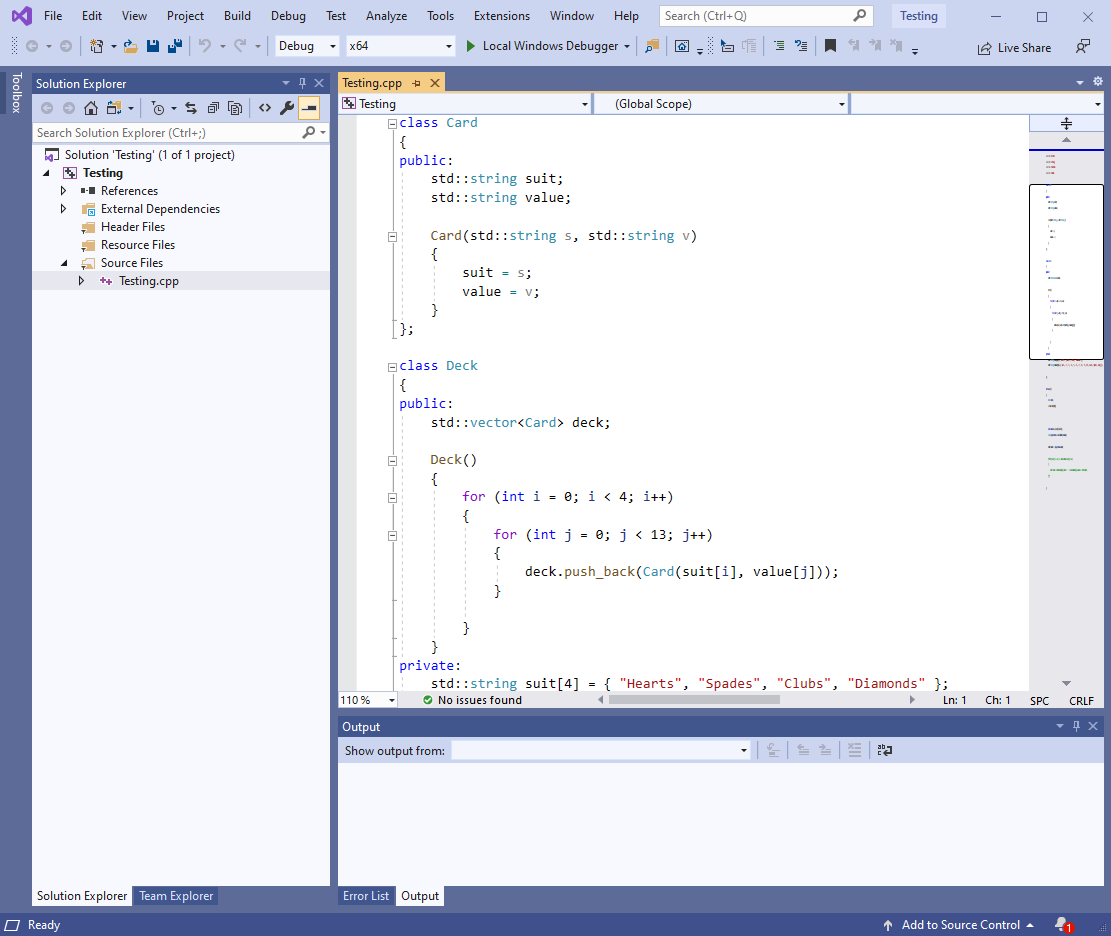 File Edit View Project Build Debug Test Analyze Tools Extensions Window Help Search (Ctrl+Q) Testing
Debug x64 Local Windows Debugger Live Share
Toolbox
Solution Explorer
Search Solution Explorer (Ctrl+;)
Solution 'Testing' (1 of 1 project)
Testing
References
External Dependencies
Header Files
Resource Files
Source Files
Testing.cpp
Solution Explorer Team Explorer
Testing.cpp
Testing (Global Scope)
class Card
{
public:
    std::string suit;
    std::string value;

    Card(std::string s, std::string v)
    {
        suit = s;
        value = v;
    }
};

class Deck
{
public:
    std::vector<Card> deck;

    Deck()
    {
        for (int i = 0; i < 4; i++)
        {
            for (int j = 0; j < 13; j++)
            {
                deck.push_back(Card(suit[i], value[j]));
            }

        }
    }
private:
    std::string suit[4] = { "Hearts", "Spades", "Clubs", "Diamonds" };
110 % No issues found Ln: 1 Ch: 1 SPC CRLF
Output
Show output from:
Error List Output
Ready Add to Source Control 1